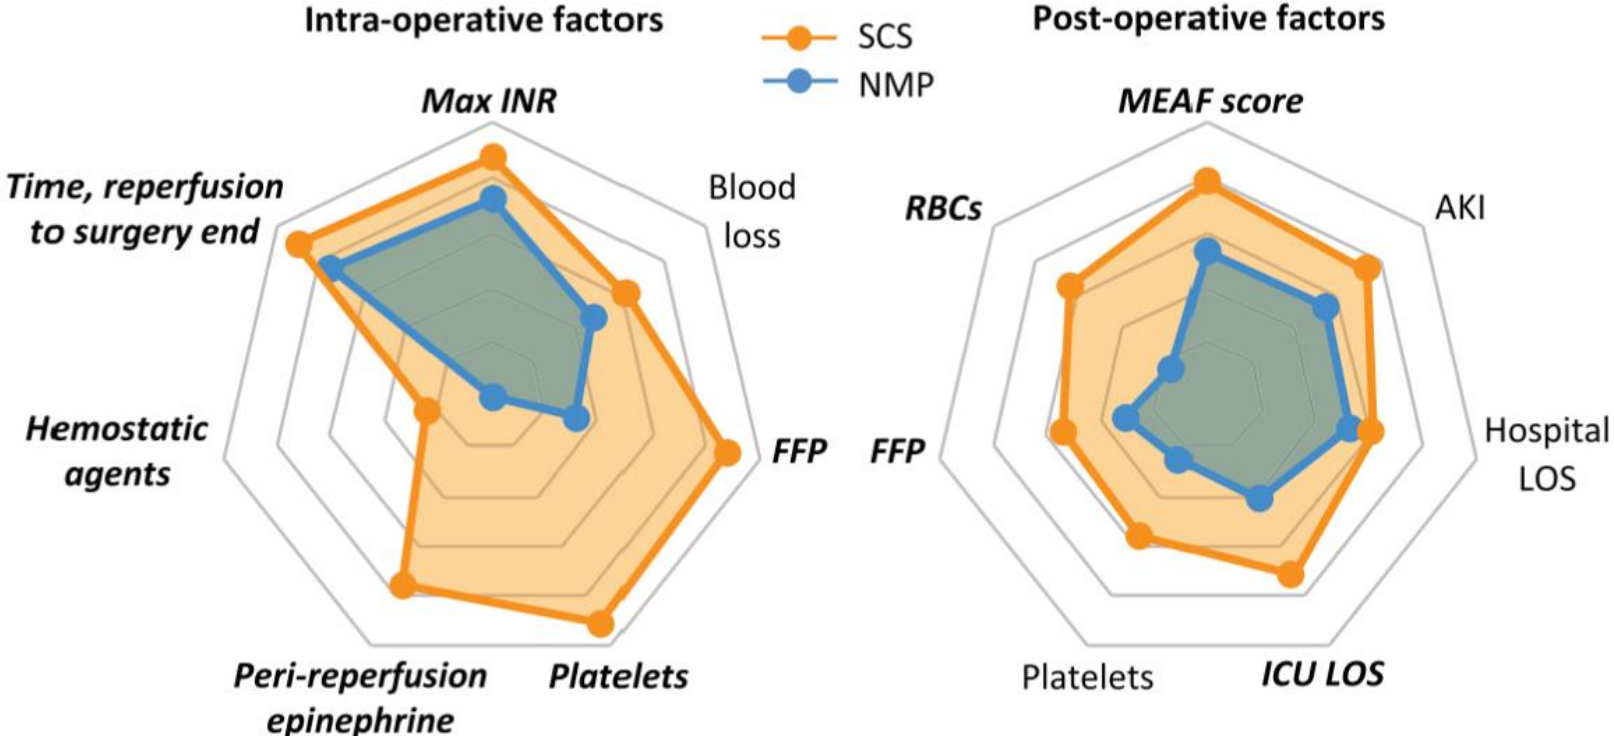 Intra-operative factors
SCS
NMP
Post-operative factors
Max INR
Blood
loss
FFP
Platelets
Peri-reperfusion
epinephrine
Hemostatic
agents
Time, reperfusion
to surgery end
MEAF score
AKI
Hospital
LOS
ICU LOS
Platelets
FFP
RBCs